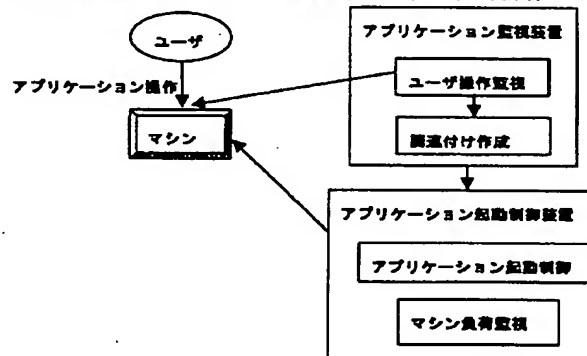 アプリケーション監視装置
ユーザ
ユーザ操作監視
アプリケーション操作
マシン
関連付け作成
アプリケーション起動制御装置
アプリケーション起動制御
マシン負荷監視